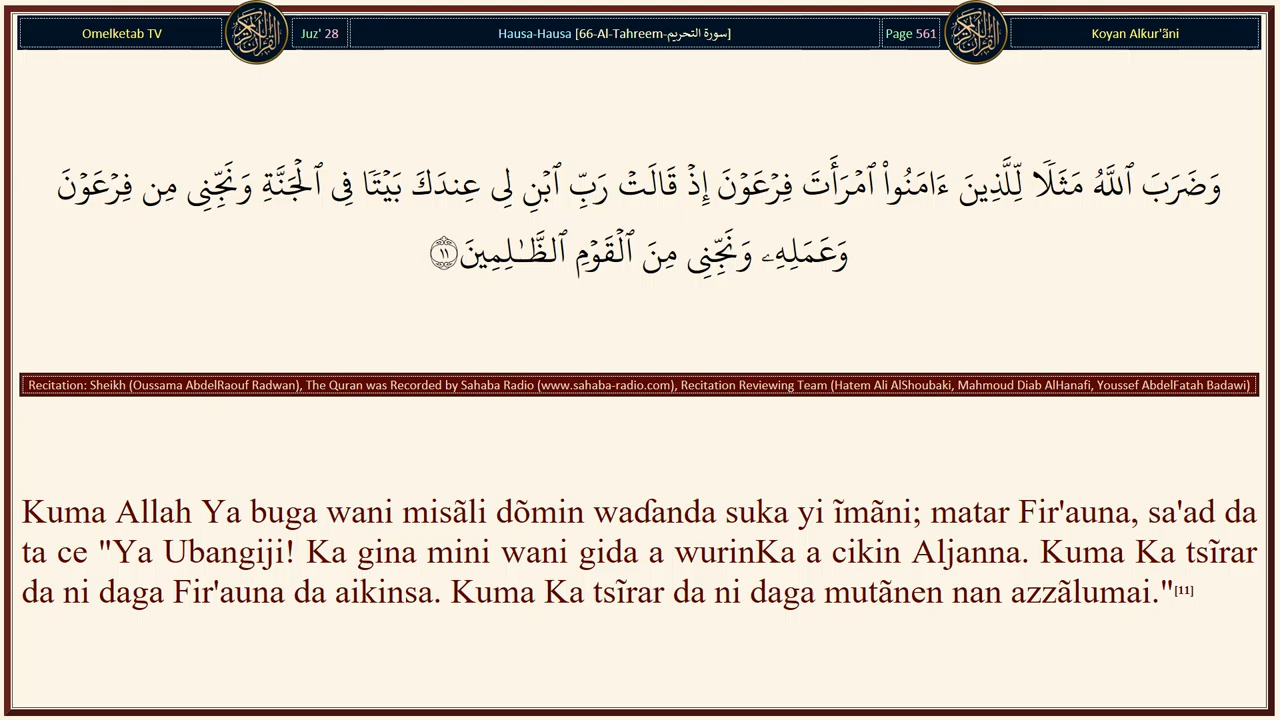 Omelketab TV
Juz' 28
Hausa-Hausa [66-Al-Tahreem-سورة التحريم]
Page 561
Koyan Alƙur'ãni
وَضَرَبَ ٱللَّهُ مَثَلًا لِّلَّذِينَ ءَامَنُوا۟ ٱمْرَأَتَ فِرْعَوْنَ إِذْ قَالَتْ رَبِّ ٱبْنِ لِى عِندَكَ بَيْتًا فِى ٱلْجَنَّةِ وَنَجِّنِى مِن فِرْعَوْنَ
وَعَمَلِهِۦ وَنَجِّنِى مِنَ ٱلْقَوْمِ ٱلظَّـٰلِمِينَ ١١
Recitation: Sheikh (Oussama AbdelRaouf Radwan), The Quran was Recorded by Sahaba Radio (www.sahaba-radio.com), Recitation Reviewing Team (Hatem Ali AlShoubaki, Mahmoud Diab AlHanafi, Youssef AbdelFatah Badawi)
Kuma Allah Ya buga wani misãli dõmin waɗanda suka yi ĩmãni; matar Fir'auna, sa'ad da
ta ce "Ya Ubangiji! Ka gina mini wani gida a wurinKa a cikin Aljanna. Kuma Ka tsĩrar
da ni daga Fir'auna da aikinsa. Kuma Ka tsĩrar da ni daga mutãnen nan azzãlumai."[11]